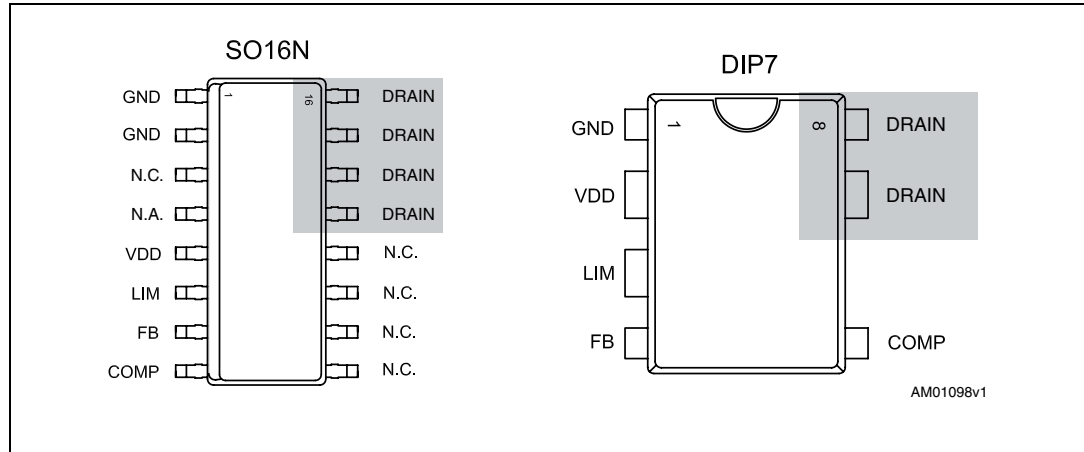 SO16N
GND 1 16 DRAIN
GND DRAIN
N.C. DRAIN
N.A. DRAIN
VDD N.C.
LIM N.C.
FB N.C.
COMP N.C.
DIP7
GND 1 8 DRAIN
VDD DRAIN
LIM
FB COMP
AM01098v1